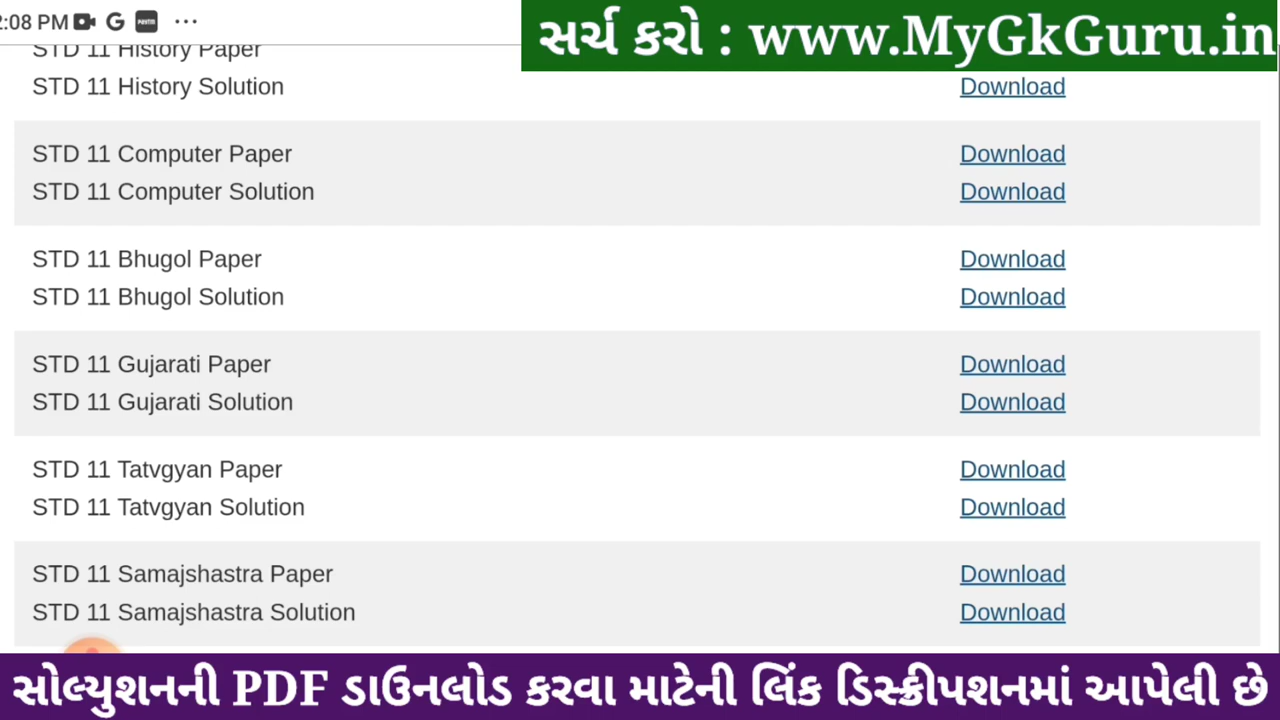 2:08 PM
સર્ચ કરો : www.MyGkGuru.in
STD 11 History Paper
STD 11 History Solution Download
STD 11 Computer Paper Download
STD 11 Computer Solution Download
STD 11 Bhugol Paper Download
STD 11 Bhugol Solution Download
STD 11 Gujarati Paper Download
STD 11 Gujarati Solution Download
STD 11 Tatvgyan Paper Download
STD 11 Tatvgyan Solution Download
STD 11 Samajshastra Paper Download
STD 11 Samajshastra Solution Download
સોલ્યુશનની PDF ડાઉનલોડ કરવા માટેની લિંક ડિસ્ક્રીપશનમાં આપેલી છે